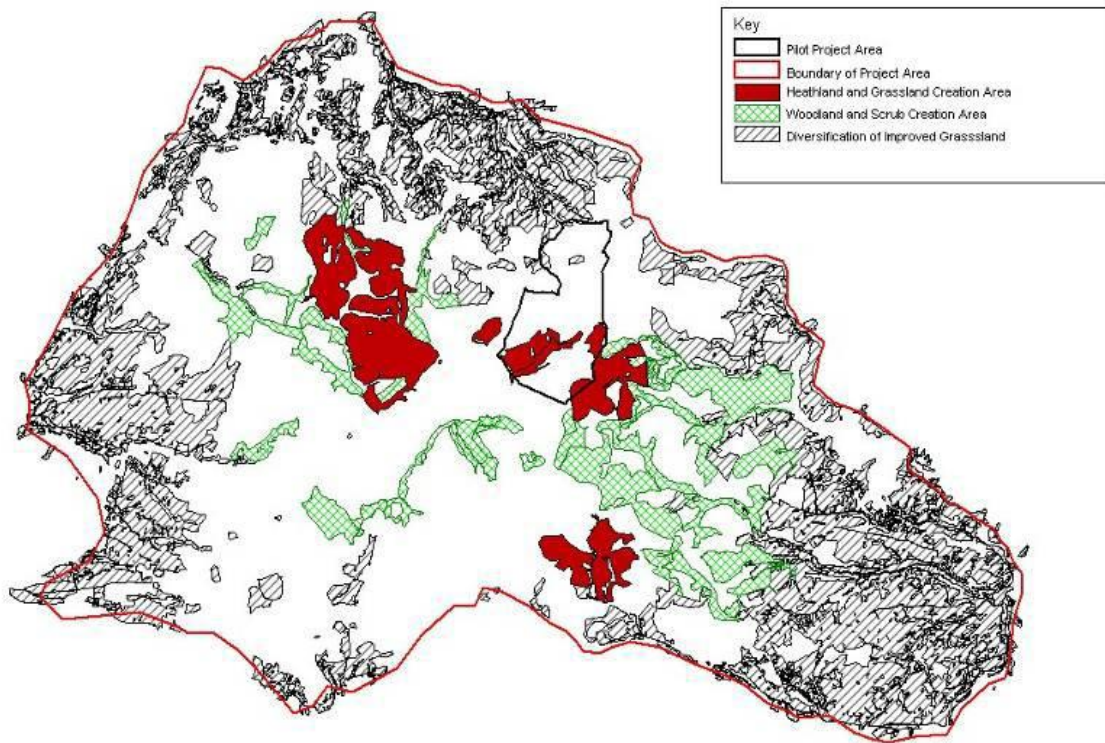 Key
Pilot Project Area
Boundary of Project Area
Heathland and Grassland Creation Area
Woodland and Scrub Creation Area
Diversification of Improved Grasssland